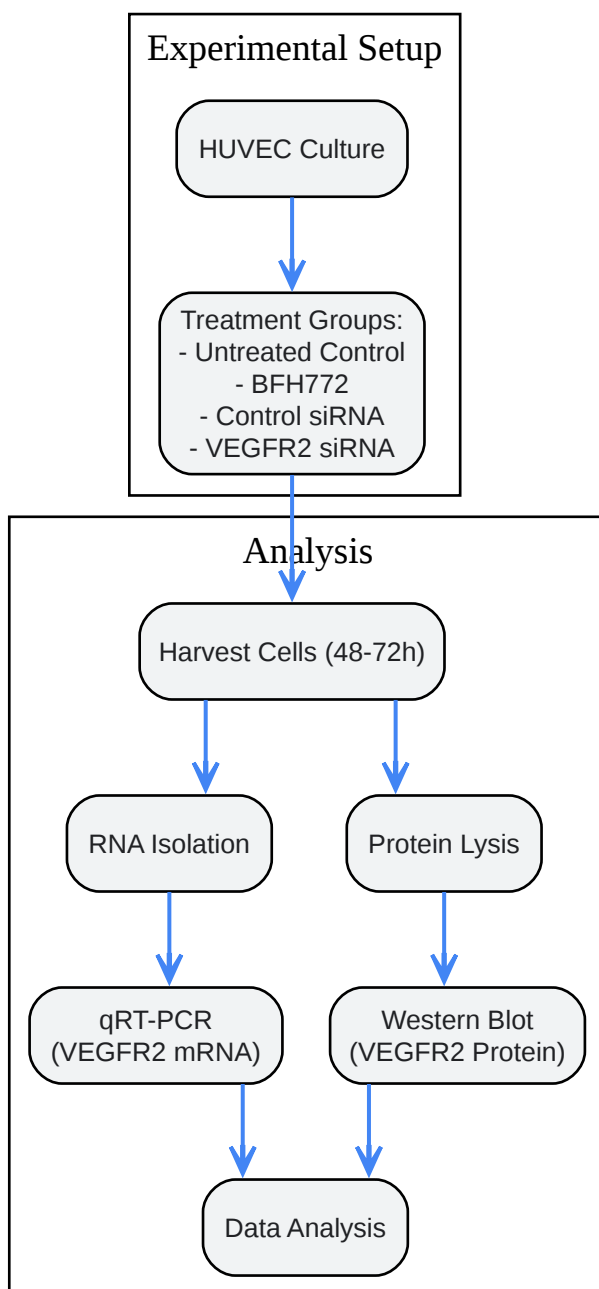 Experimental Setup
HUVEC Culture
Treatment Groups:
- Untreated Control
- BFH772
- Control siRNA
- VEGFR2 siRNA
Analysis
Harvest Cells (48-72h)
RNA Isolation
Protein Lysis
qRT-PCR
(VEGFR2 mRNA)
Western Blot
(VEGFR2 Protein)
Data Analysis